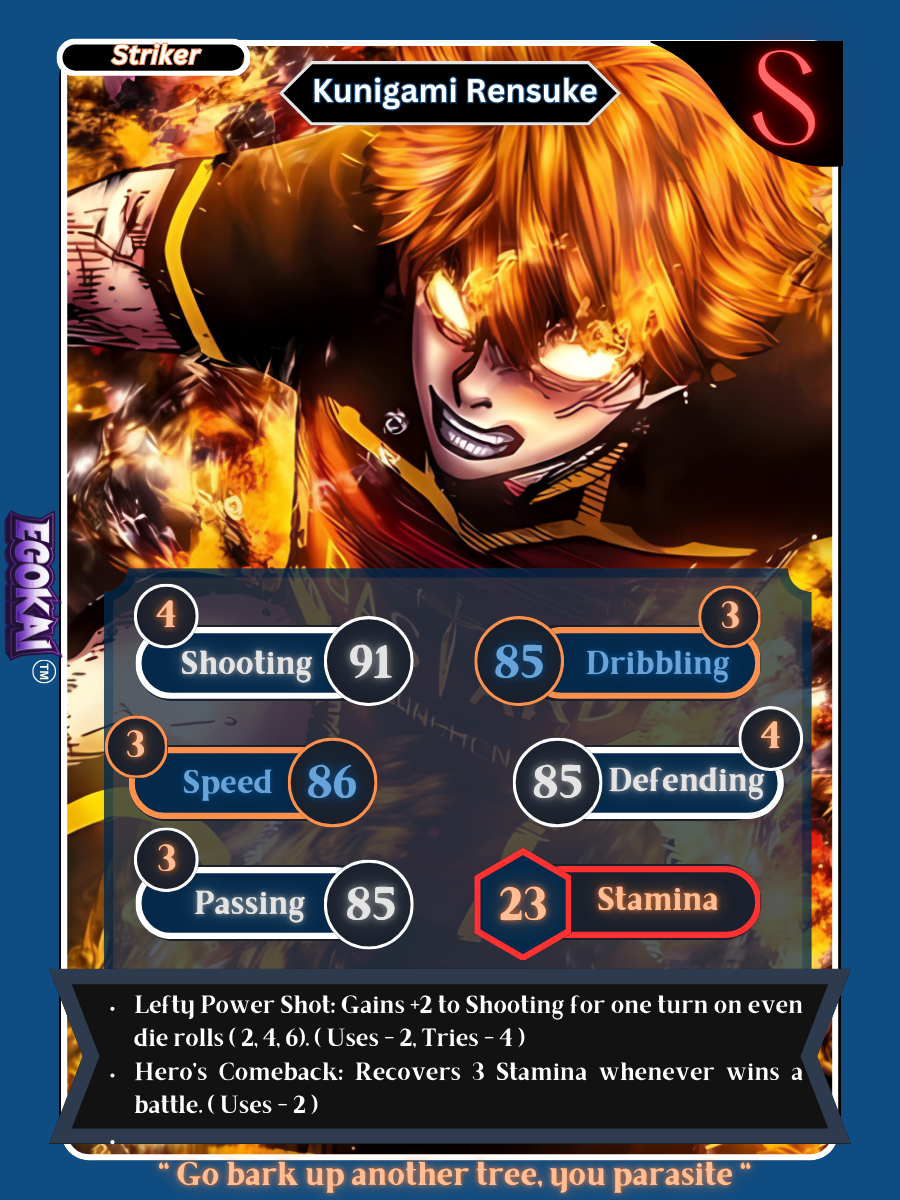 Striker
Kunigami Rensuke
S
EGOKAI
TM
4
Shooting 91
3
85 Dribbling
3
Speed 86
4
85 Defending
3
Passing 85
23 Stamina
• Lefty Power Shot: Gains +2 to Shooting for one turn on even
die rolls ( 2, 4, 6). ( Uses - 2, Tries - 4 )
• Hero's Comeback: Recovers 3 Stamina whenever wins a
battle. ( Uses - 2 )
•
“ Go bark up another tree, you parasite “